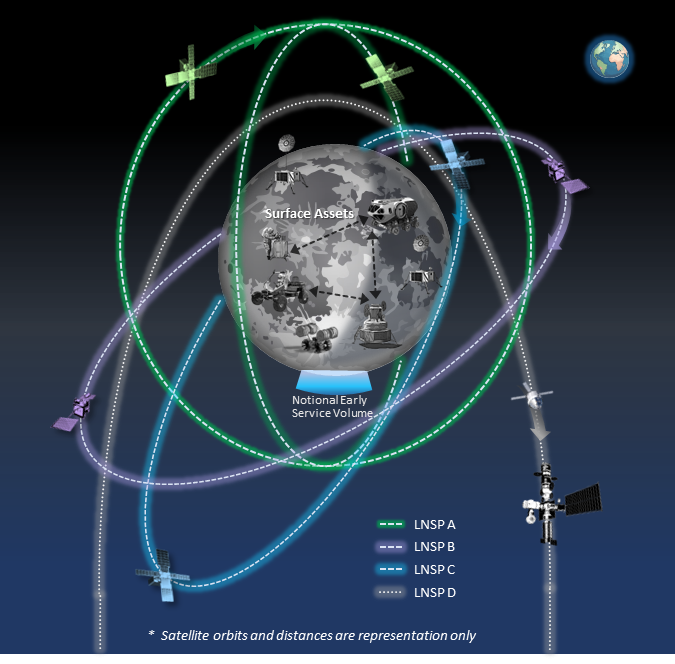 Surface Assets
Notional Early
Service Volume
LNSP A
LNSP B
LNSP C
LNSP D
* Satellite orbits and distances are representation only